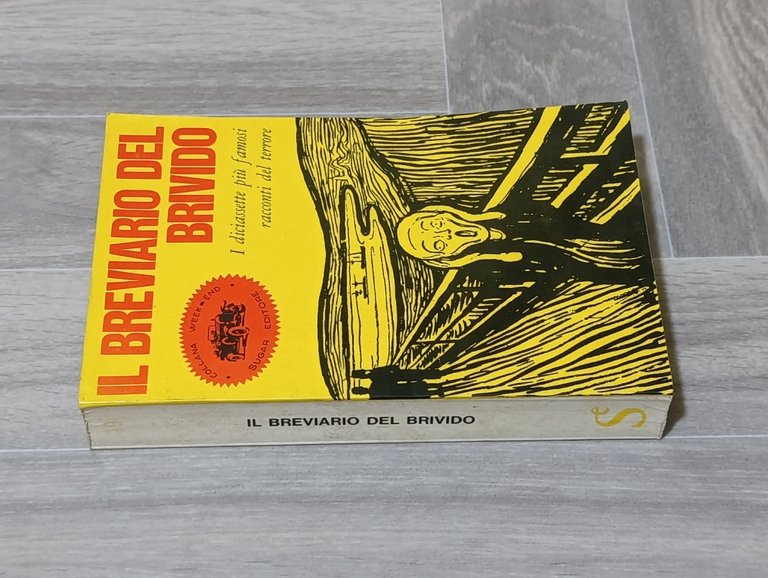 IL BREVIARIO DEL
BRIVIDO
I diciassette più famosi
racconti del terrore
COLLANA WEEK-END
SUGAR EDITORE
IL BREVIARIO DEL BRIVIDO